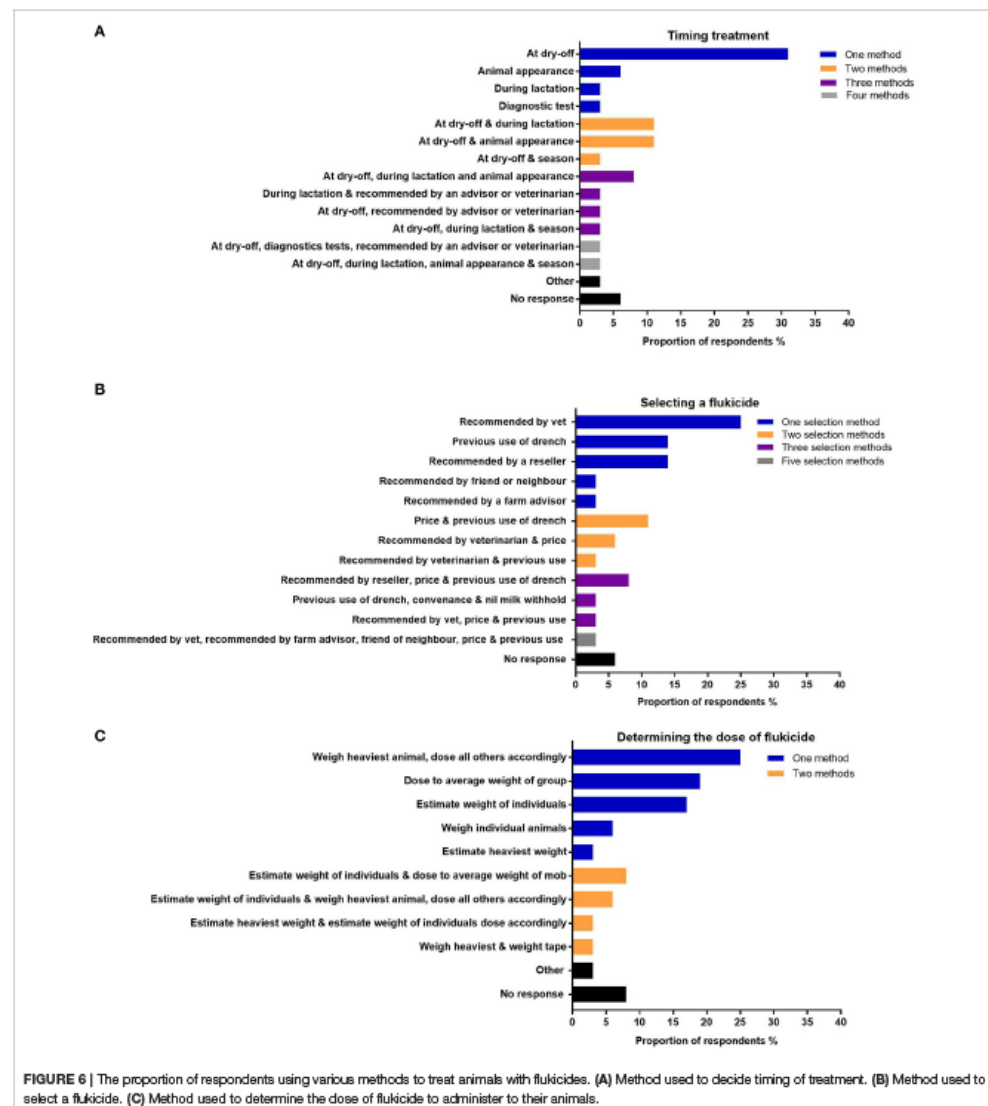 A
Timing treatment
At dry-off
Animal appearance
During lactation
Diagnostic test
At dry-off & during lactation
At dry-off & animal appearance
At dry-off & season
At dry-off, during lactation and animal appearance
During lactation & recommended by an advisor or veterinarian
At dry-off, recommended by advisor or veterinarian
At dry-off, during lactation & season
At dry-off, diagnostics tests, recommended by an advisor or veterinarian
At dry-off, during lactation, animal appearance & season
Other
No response
One method
Two methods
Three methods
Four methods
0 5 10 15 20 25 30 35 40
Proportion of respondents %
B
Selecting a flukicide
Recommended by vet
Previous use of drench
Recommended by a reseller
Recommended by friend or neighbour
Recommended by a farm advisor
Price & previous use of drench
Recommended by veterinarian & price
Recommended by veterinarian & previous use
Recommended by reseller, price & previous use of drench
Previous use of drench, convenance & nil milk withhold
Recommended by vet, price & previous use
Recommended by vet, recommended by farm advisor, friend of neighbour, price & previous use
No response
One selection method
Two selection methods
Three selection methods
Five selection methods
0 5 10 15 20 25 30 35 40
Proportion of respondents %
C
Determining the dose of flukicide
Weigh heaviest animal, dose all others accordingly
Dose to average weight of group
Estimate weight of individuals
Weigh individual animals
Estimate heaviest weight
Estimate weight of individuals & dose to average weight of mob
Estimate weight of individuals & weigh heaviest animal, dose all others accordingly
Estimate heaviest weight & estimate weight of individuals dose accordingly
Weigh heaviest & weight tape
Other
No response
One method
Two methods
0 5 10 15 20 25 30 35 40
Proportion of respondents %
FIGURE 6 | The proportion of respondents using various methods to treat animals with flukicides. (A) Method used to decide timing of treatment. (B) Method used to
select a flukicide. (C) Method used to determine the dose of flukicide to administer to their animals.